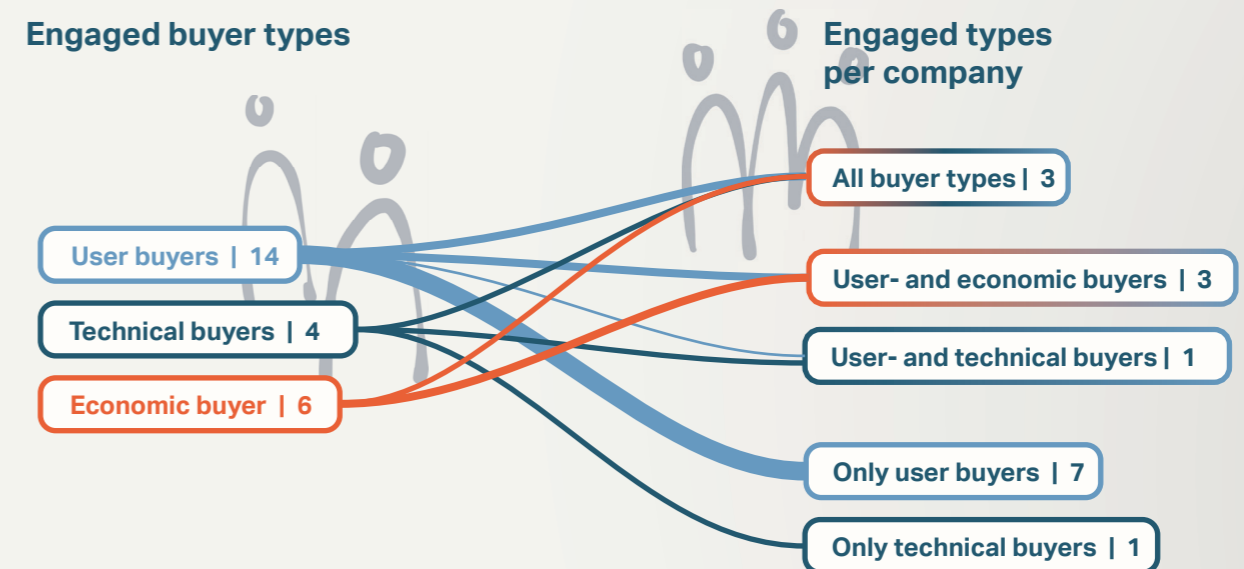 Engaged buyer types
Engaged types
per company
User buyers | 14
Technical buyers | 4
Economic buyer | 6
All buyer types | 3
User- and economic buyers | 3
User- and technical buyers | 1
Only user buyers | 7
Only technical buyers | 1